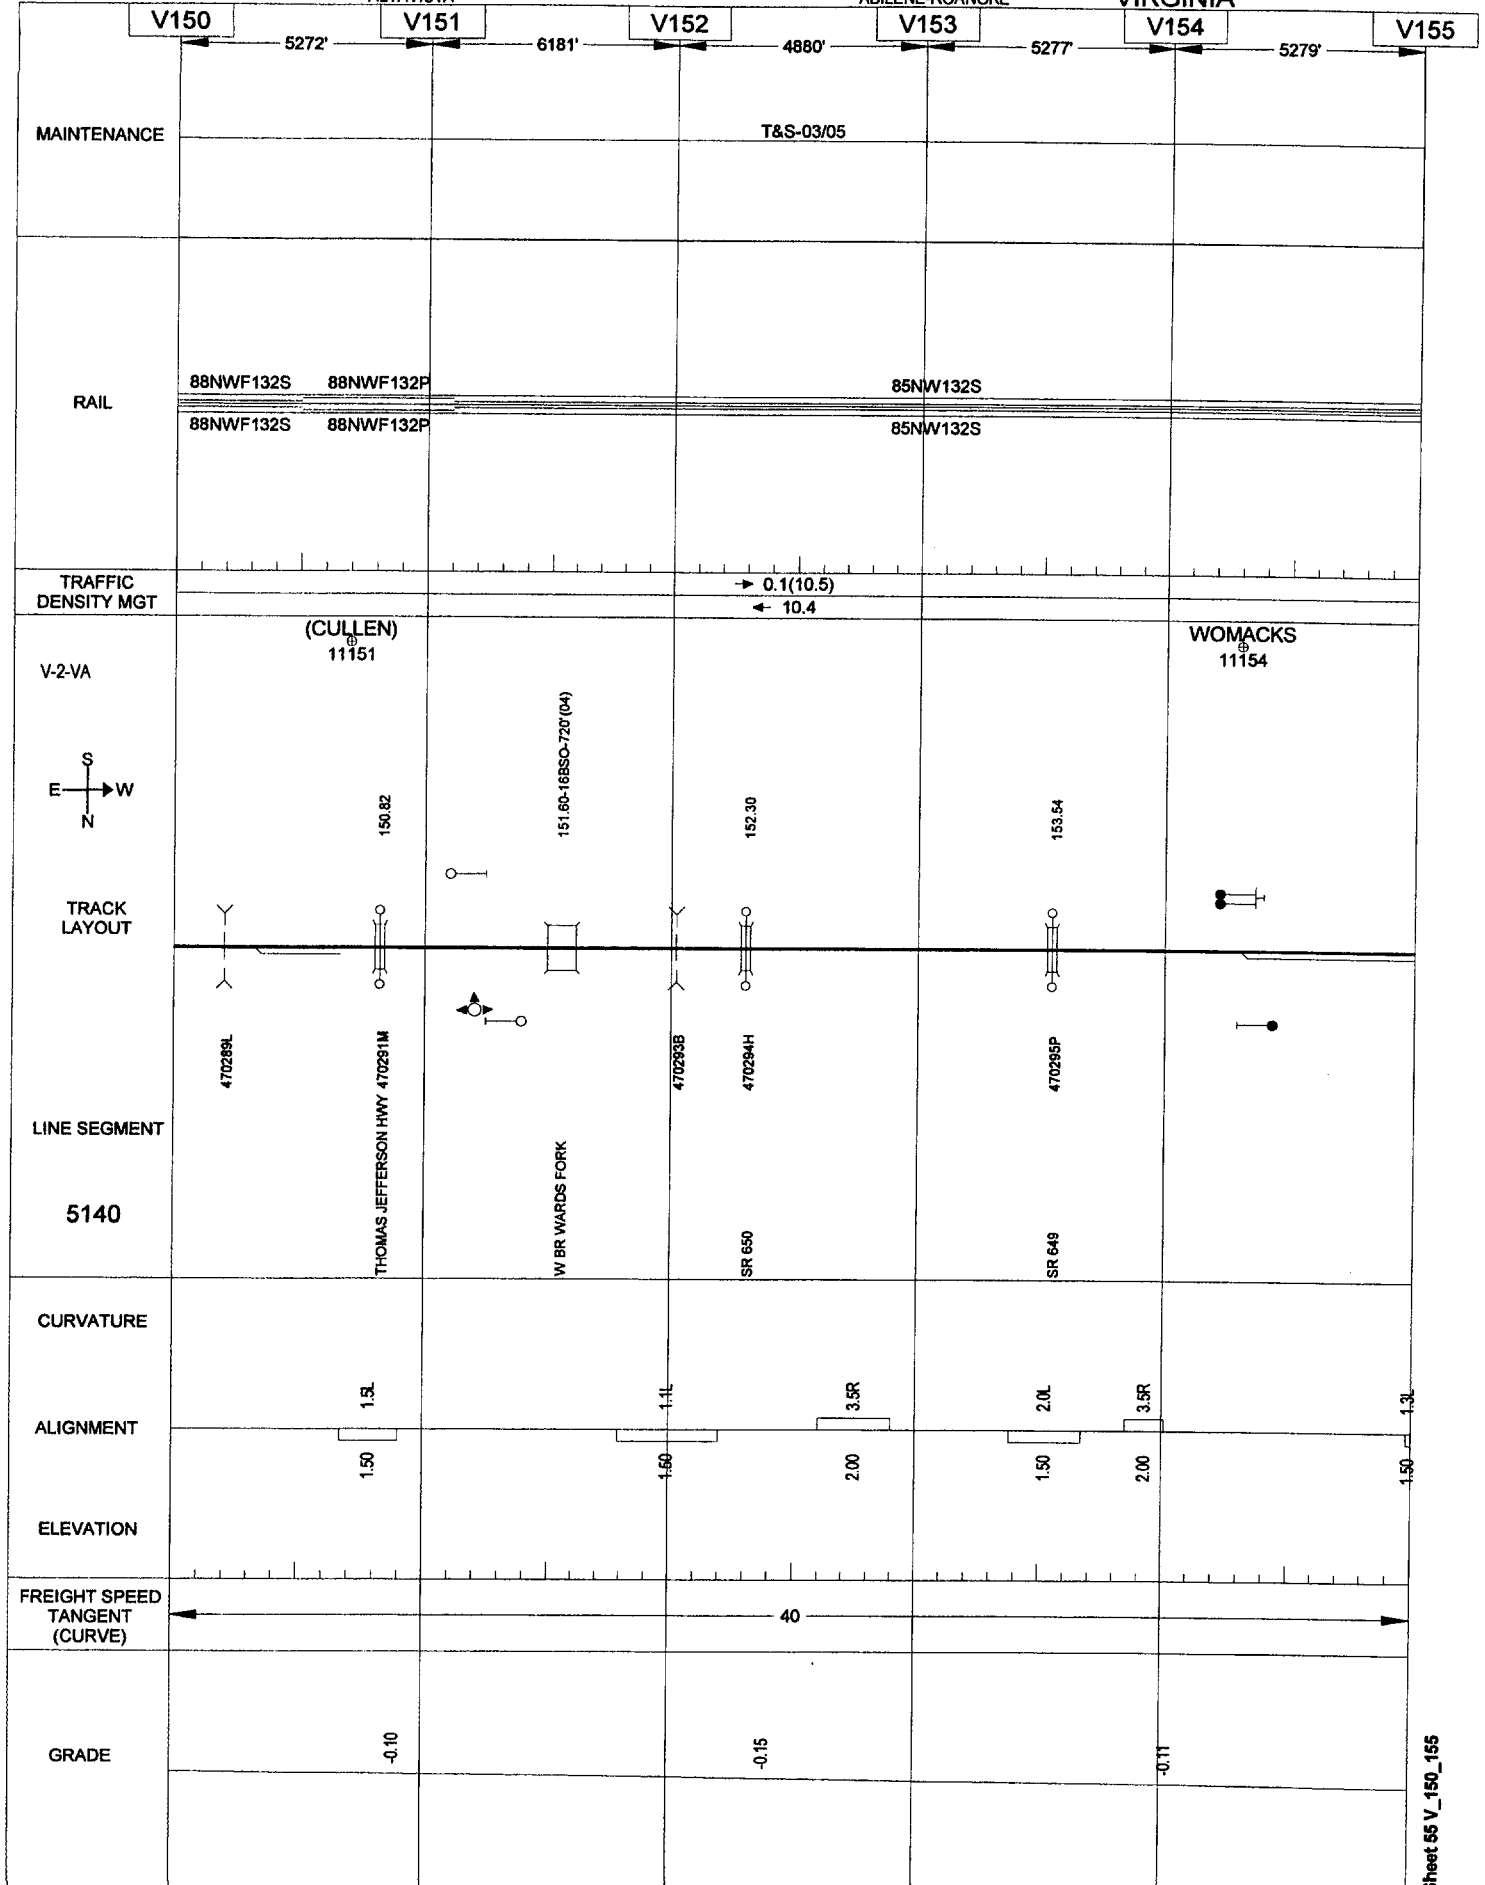 VIRGINIA
V150
V151
V152
V153
V154
V155
5272'
6181'
4880'
5277'
5279'
MAINTENANCE
T&S-03/05
88NWF132S
88NWF132P
85NW132S
RAIL
88NWF132S
88NWF132P
85NW132S
TRAFFIC
DENSITY MGT
0.1(10.5)
10.4
(CULLEN)
11151
WOMACKS
11154
V-2-VA
S
E
W
N
150.82
151.60-16BSO-720'(04)
152.30
153.54
TRACK
LAYOUT
470289L
THOMAS JEFFERSON HWY 470291M
W BR WARDS FORK
470293B
470294H
SR 650
470295P
SR 649
LINE SEGMENT
5140
CURVATURE
1.5L
1.1L
3.5R
2.0L
3.5R
1.3L
ALIGNMENT
1.50
1.50
2.00
1.50
2.00
1.50
ELEVATION
FREIGHT SPEED
TANGENT
(CURVE)
40
GRADE
-0.10
-0.15
-0.11
Sheet 55 V_150_155